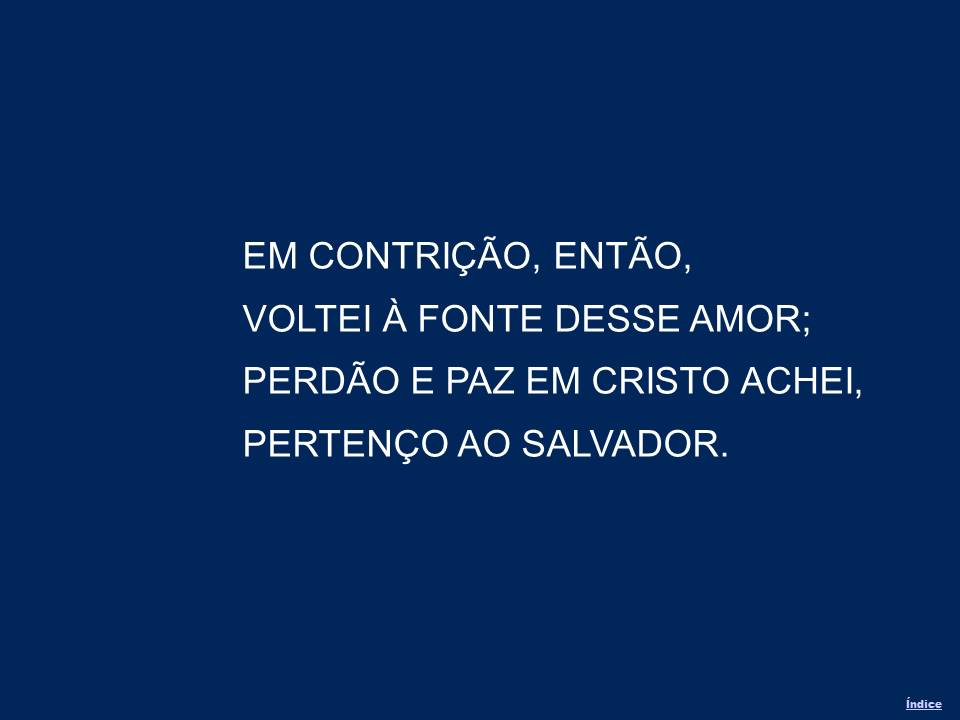 EM CONTRIÇÃO, ENTÃO,
VOLTEI À FONTE DESSE AMOR;
PERDÃO E PAZ EM CRISTO ACHEI,
PERTENÇO AO SALVADOR.
Índice